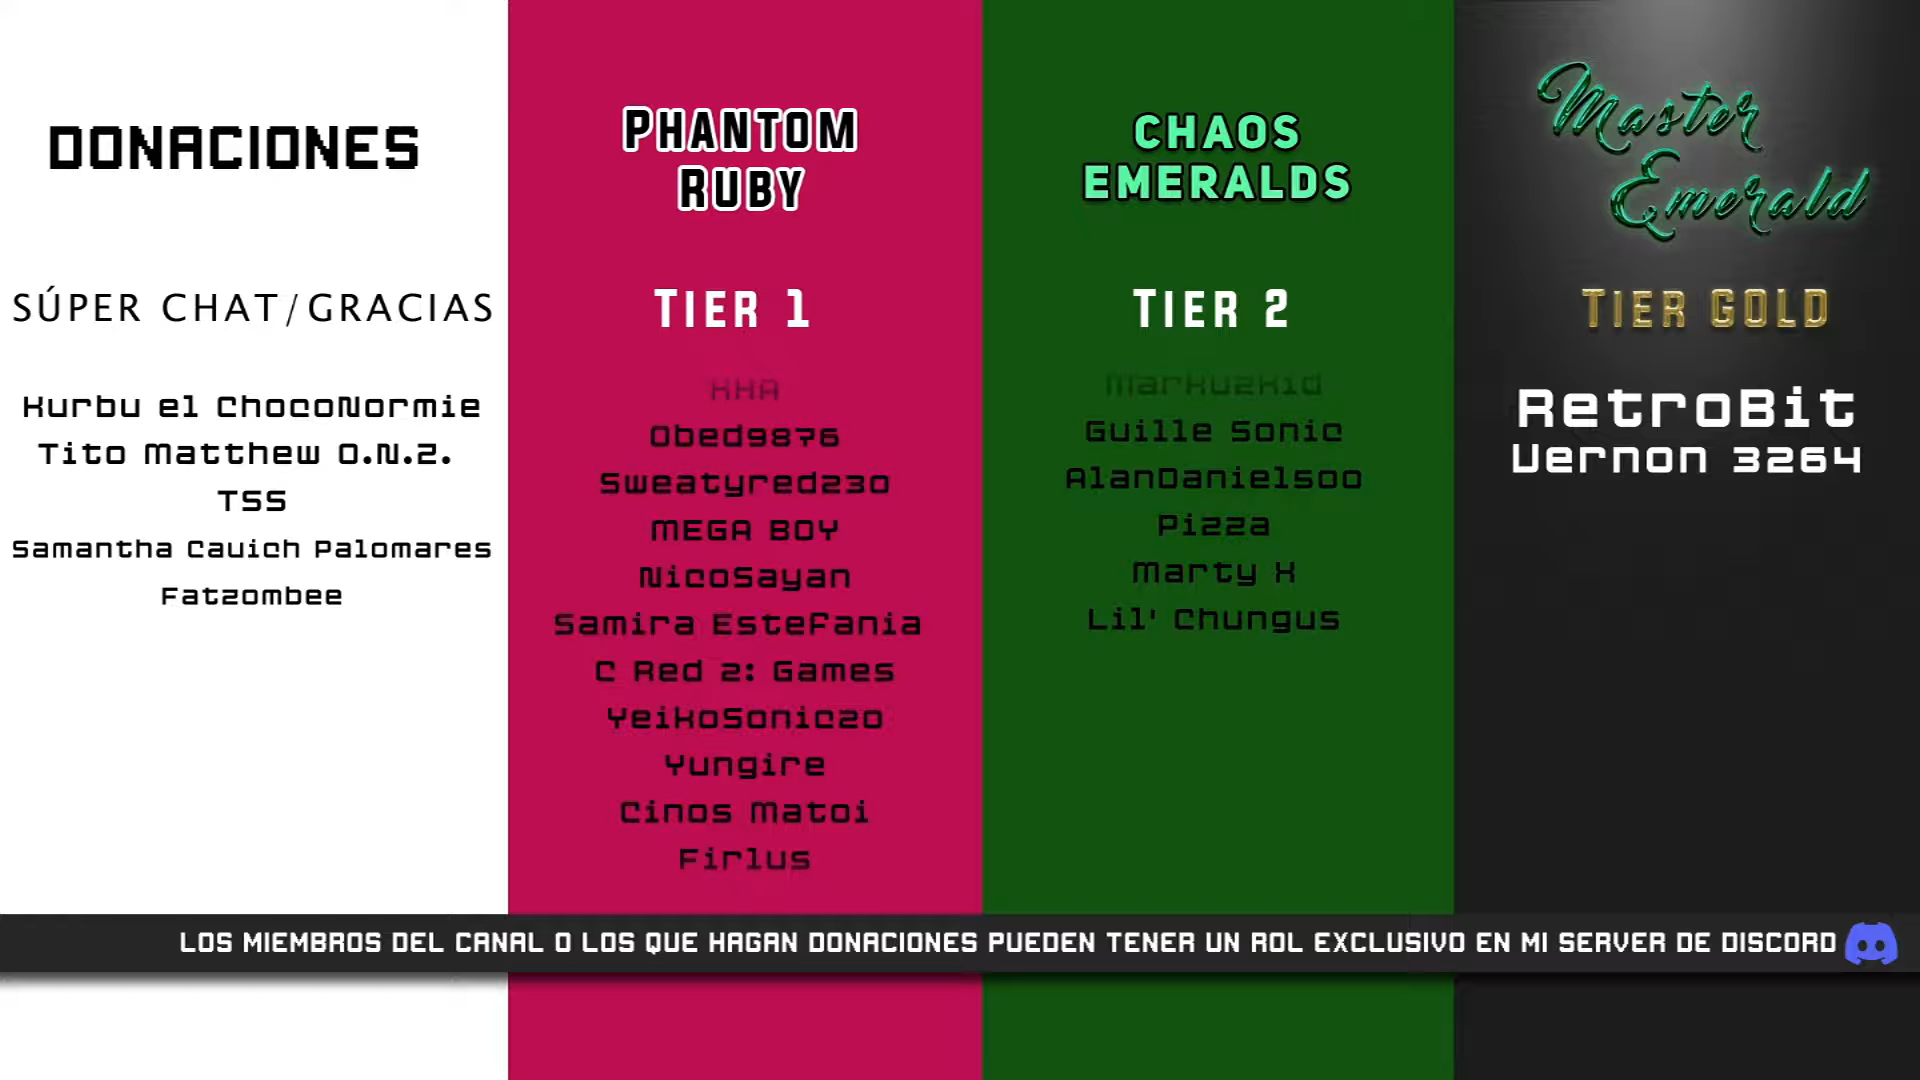 DONACIONES
SÚPER CHAT/GRACIAS
Kurbu el ChocoNormie
Tito Matthew O.N.Z.
TSS
Samantha Cauich Palomares
Fatzombee
PHANTOM
RUBY
TIER 1
KHA
Obed9876
Sweatyred230
MEGA BOY
NicoSayan
Samira Estefania
C Red 2: Games
YeikoSonic20
Yungire
Cinos Matoi
Firlus
CHAOS
EMERALDS
TIER 2
Markuzkid
Guille Sonic
AlanDaniel500
Pizza
Marty X
Lil' Chungus
Master
Emerald
TIER GOLD
RetroBit
Vernon 3264
LOS MIEMBROS DEL CANAL O LOS QUE HAGAN DONACIONES PUEDEN TENER UN ROL EXCLUSIVO EN MI SERVER DE DISCORD